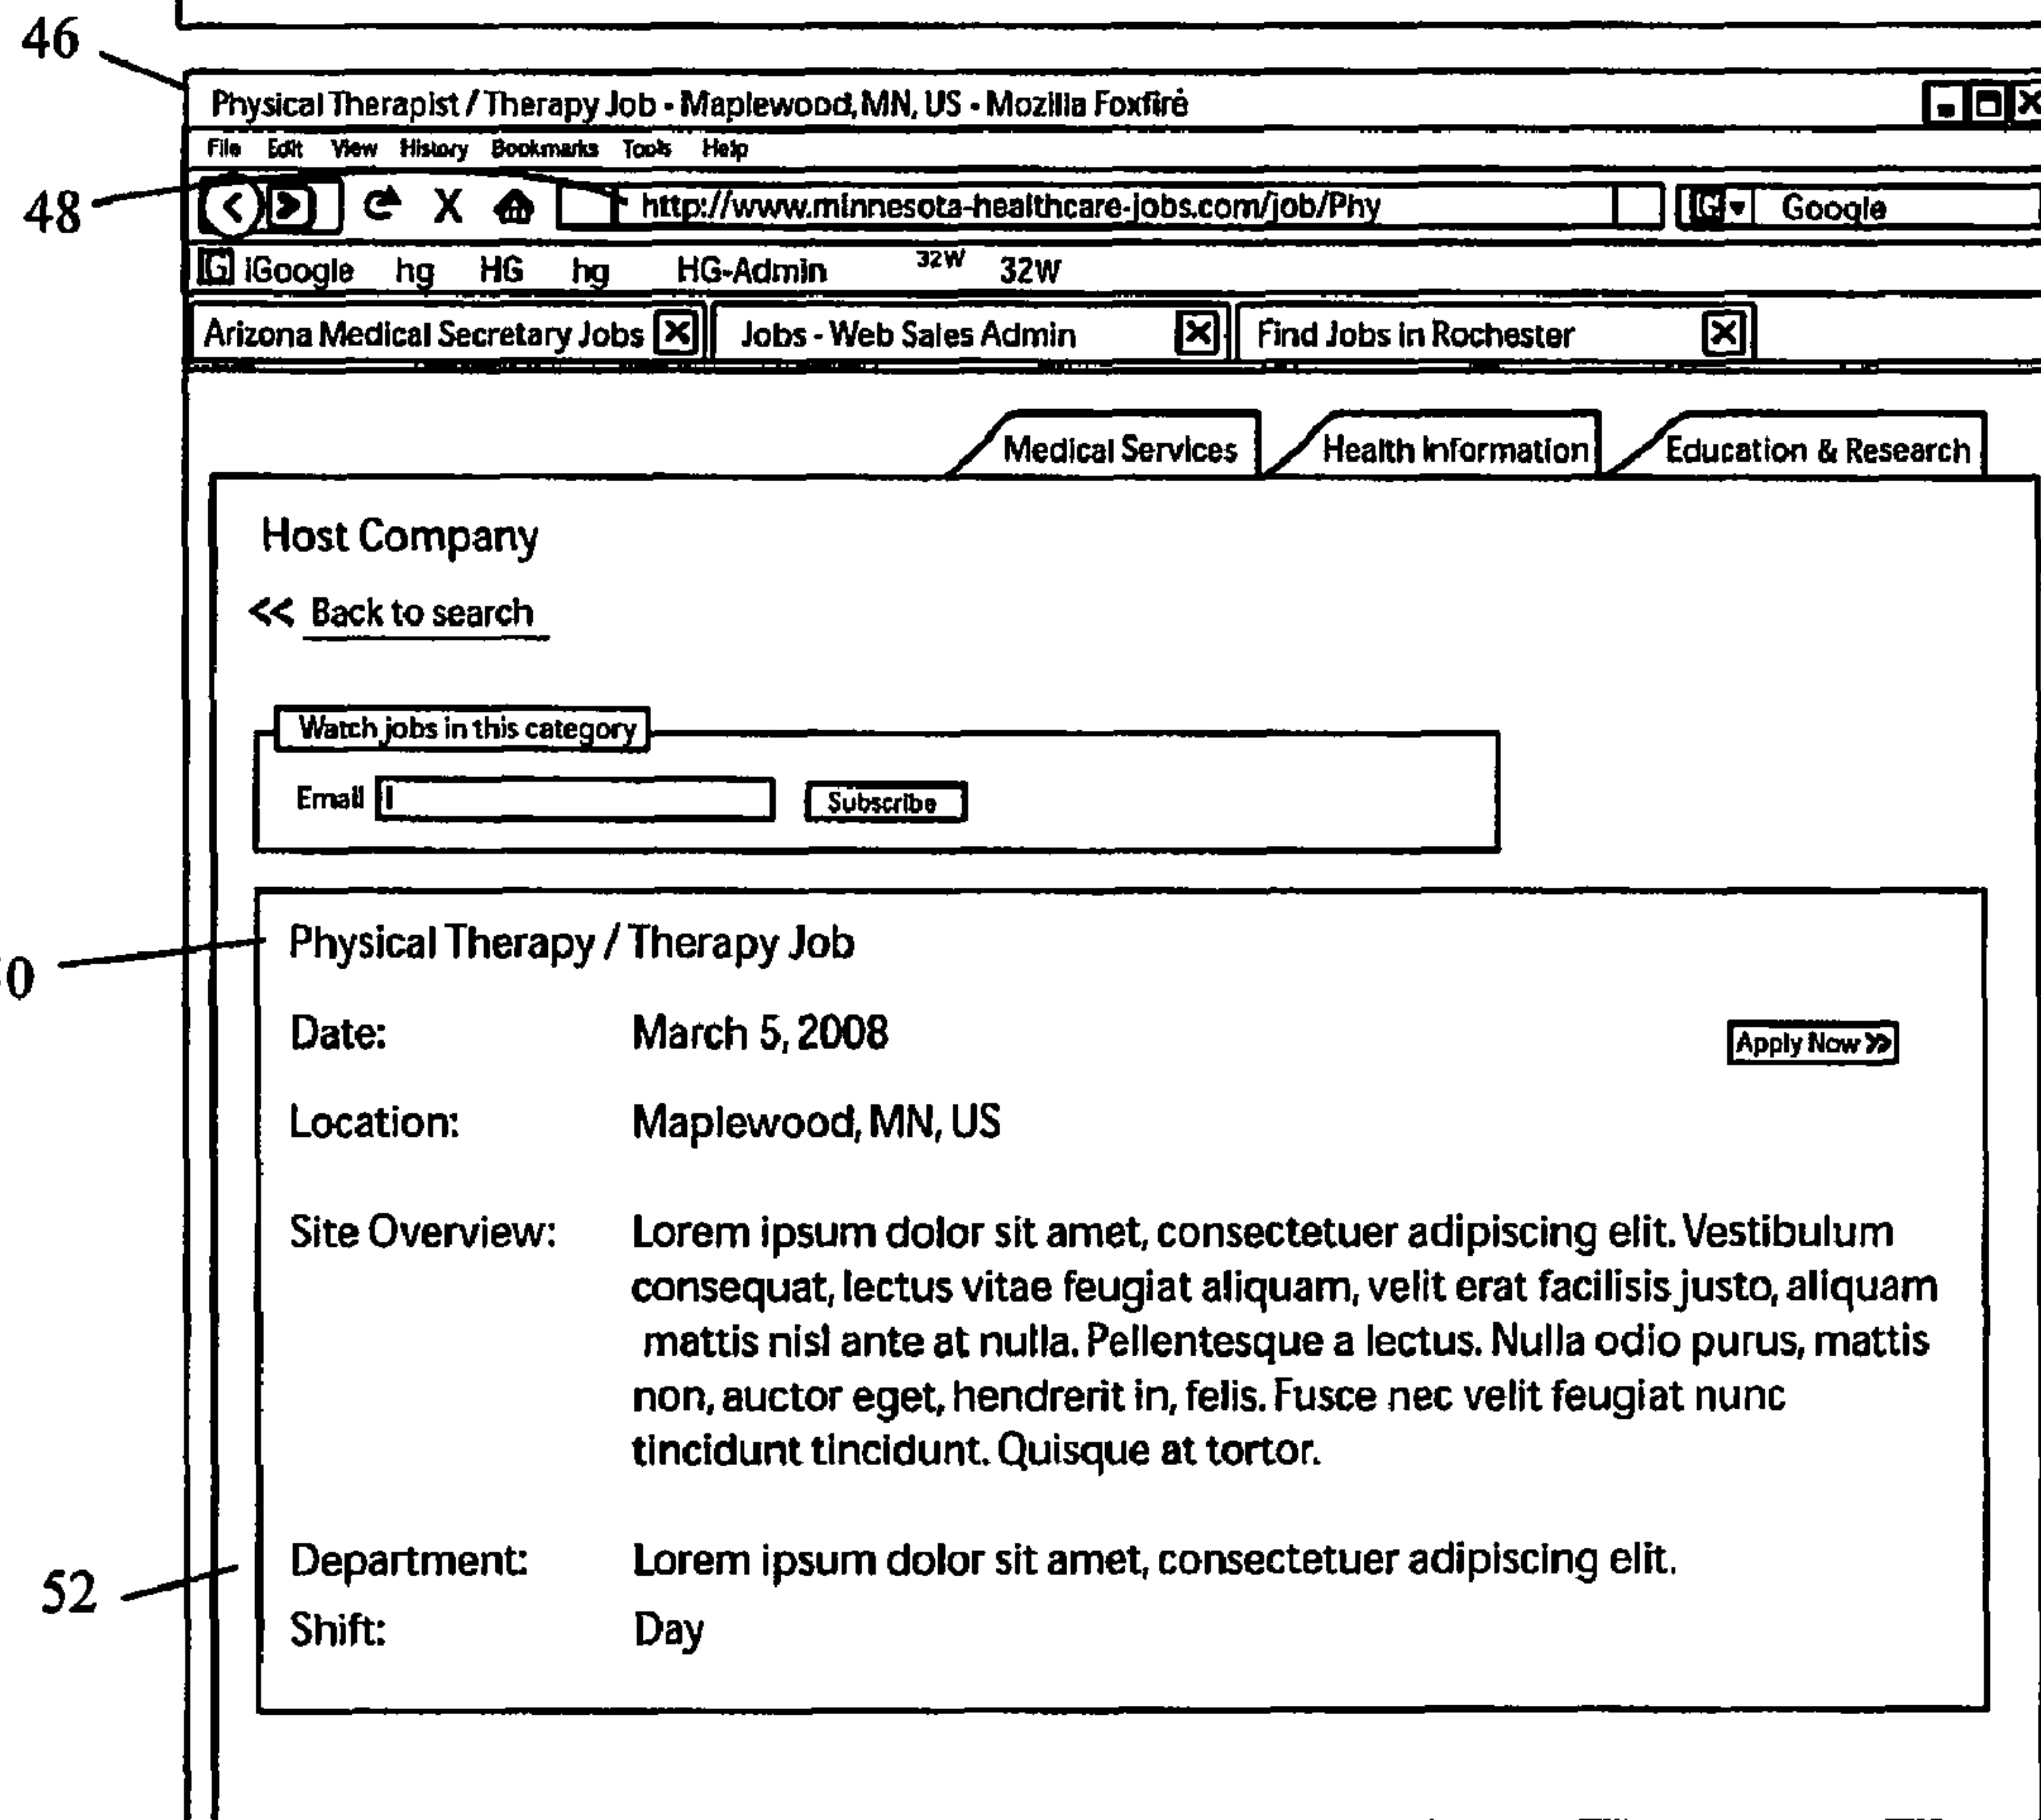 46
Physical Therapist / Therapy Job - Maplewood, MN, US - Mozilla Foxfire
File Edit View History Bookmarks Tools Help
48
http://www.minnesota-healthcare-jobs.com/job/Phy
G Google
G iGoogle hg HG hg HG-Admin 32W 32W
Arizona Medical Secretary Jobs Jobs - Web Sales Admin Find Jobs in Rochester
Medical Services Health Information Education & Research
Host Company
<< Back to search
Watch jobs in this category
Email Subscribe
Physical Therapy / Therapy Job
0
Date: March 5, 2008
Apply Now >>
Location: Maplewood, MN, US
Site Overview: Lorem ipsum dolor sit amet, consectetuer adipiscing elit. Vestibulum
consequat, lectus vitae feugiat aliquam, velit erat facilisis justo, aliquam
mattis nisl ante at nulla. Pellentesque a lectus. Nulla odio purus, mattis
non, auctor eget, hendrerit in, felis. Fusce nec velit feugiat nunc
tincidunt tincidunt. Quisque at tortor.
Department: Lorem ipsum dolor sit amet, consectetuer adipiscing elit.
52
Shift: Day